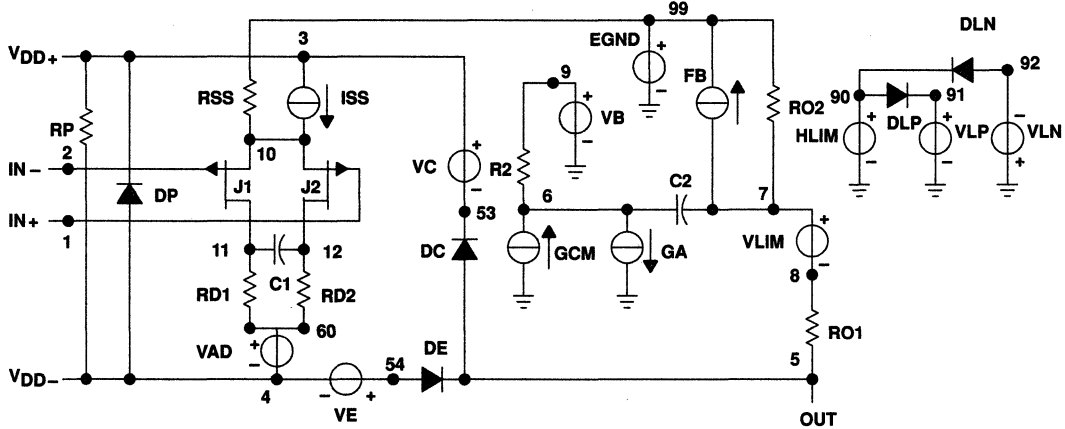 99
DLN
3
EGND
+
VDD+
9
FB
92
RSS
ISS
+
VB
90
91
RP
RO2
DLP
HLIM
+
+
VLP
VLN
2
10
IN −
J1
J2
VC
+
R2
C2
DP
6
7
IN +
53
1
11
12
DC
GCM
GA
VLIM
+
C1
8
RD1
RD2
60
RO1
VAD
+
54
DE
5
VDD−
4
− +
VE
OUT